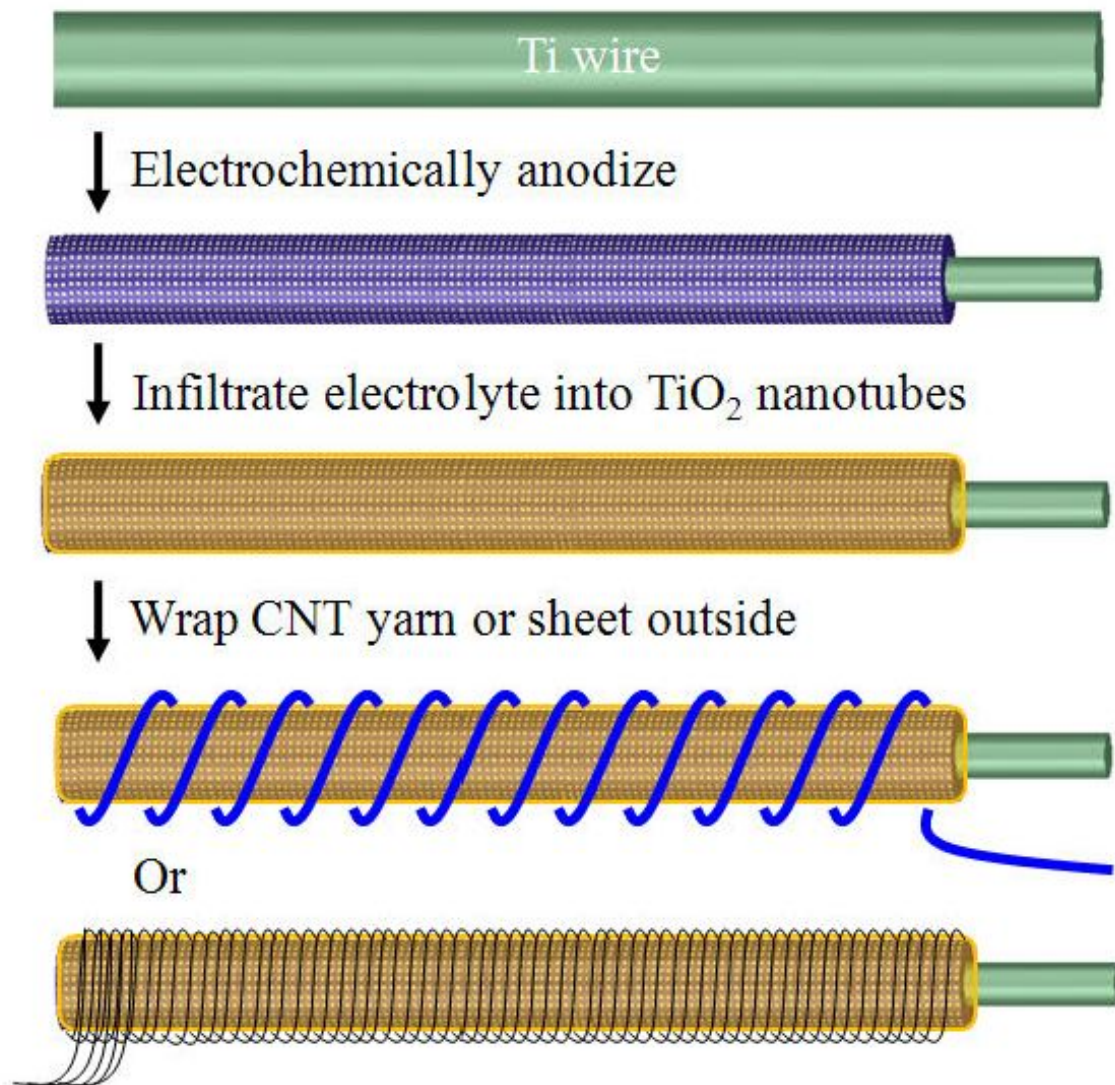 Ti wire
Electrochemically anodize
Infiltrate electrolyte into TiO₂ nanotubes
Wrap CNT yarn or sheet outside
Or